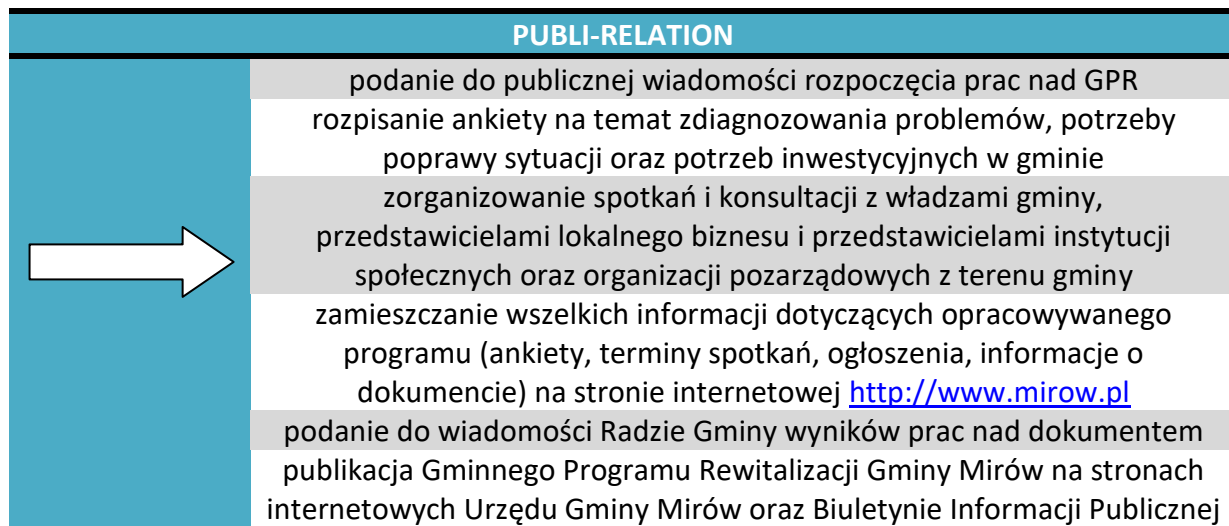 PUBLI-RELATION
podanie do publicznej wiadomości rozpoczęcia prac nad GPR
rozpisanie ankiety na temat zdiagnozowania problemów, potrzeby
poprawy sytuacji oraz potrzeb inwestycyjnych w gminie
zorganizowanie spotkań i konsultacji z władzami gminy,
przedstawicielami lokalnego biznesu i przedstawicielami instytucji
społecznych oraz organizacji pozarządowych z terenu gminy
zamieszczanie wszelkich informacji dotyczących opracowywanego
programu (ankiety, terminy spotkań, ogłoszenia, informacje o
dokumencie) na stronie internetowej http://www.mirow.pl
podanie do wiadomości Radzie Gminy wyników prac nad dokumentem
publikacja Gminnego Programu Rewitalizacji Gminy Mirów na stronach
internetowych Urzędu Gminy Mirów oraz Biuletynie Informacji Publicznej